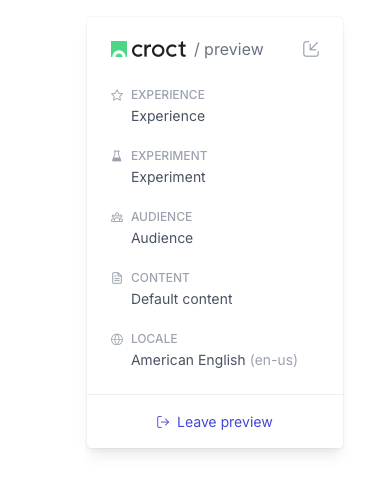 croct / preview
EXPERIENCE
Experience
EXPERIMENT
Experiment
AUDIENCE
Audience
CONTENT
Default content
LOCALE
American English (en-us)
Leave preview